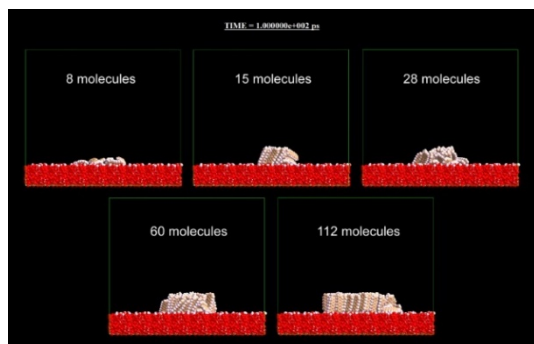 TIME = 1.000000e+002 ps
8 molecules
15 molecules
28 molecules
60 molecules
112 molecules